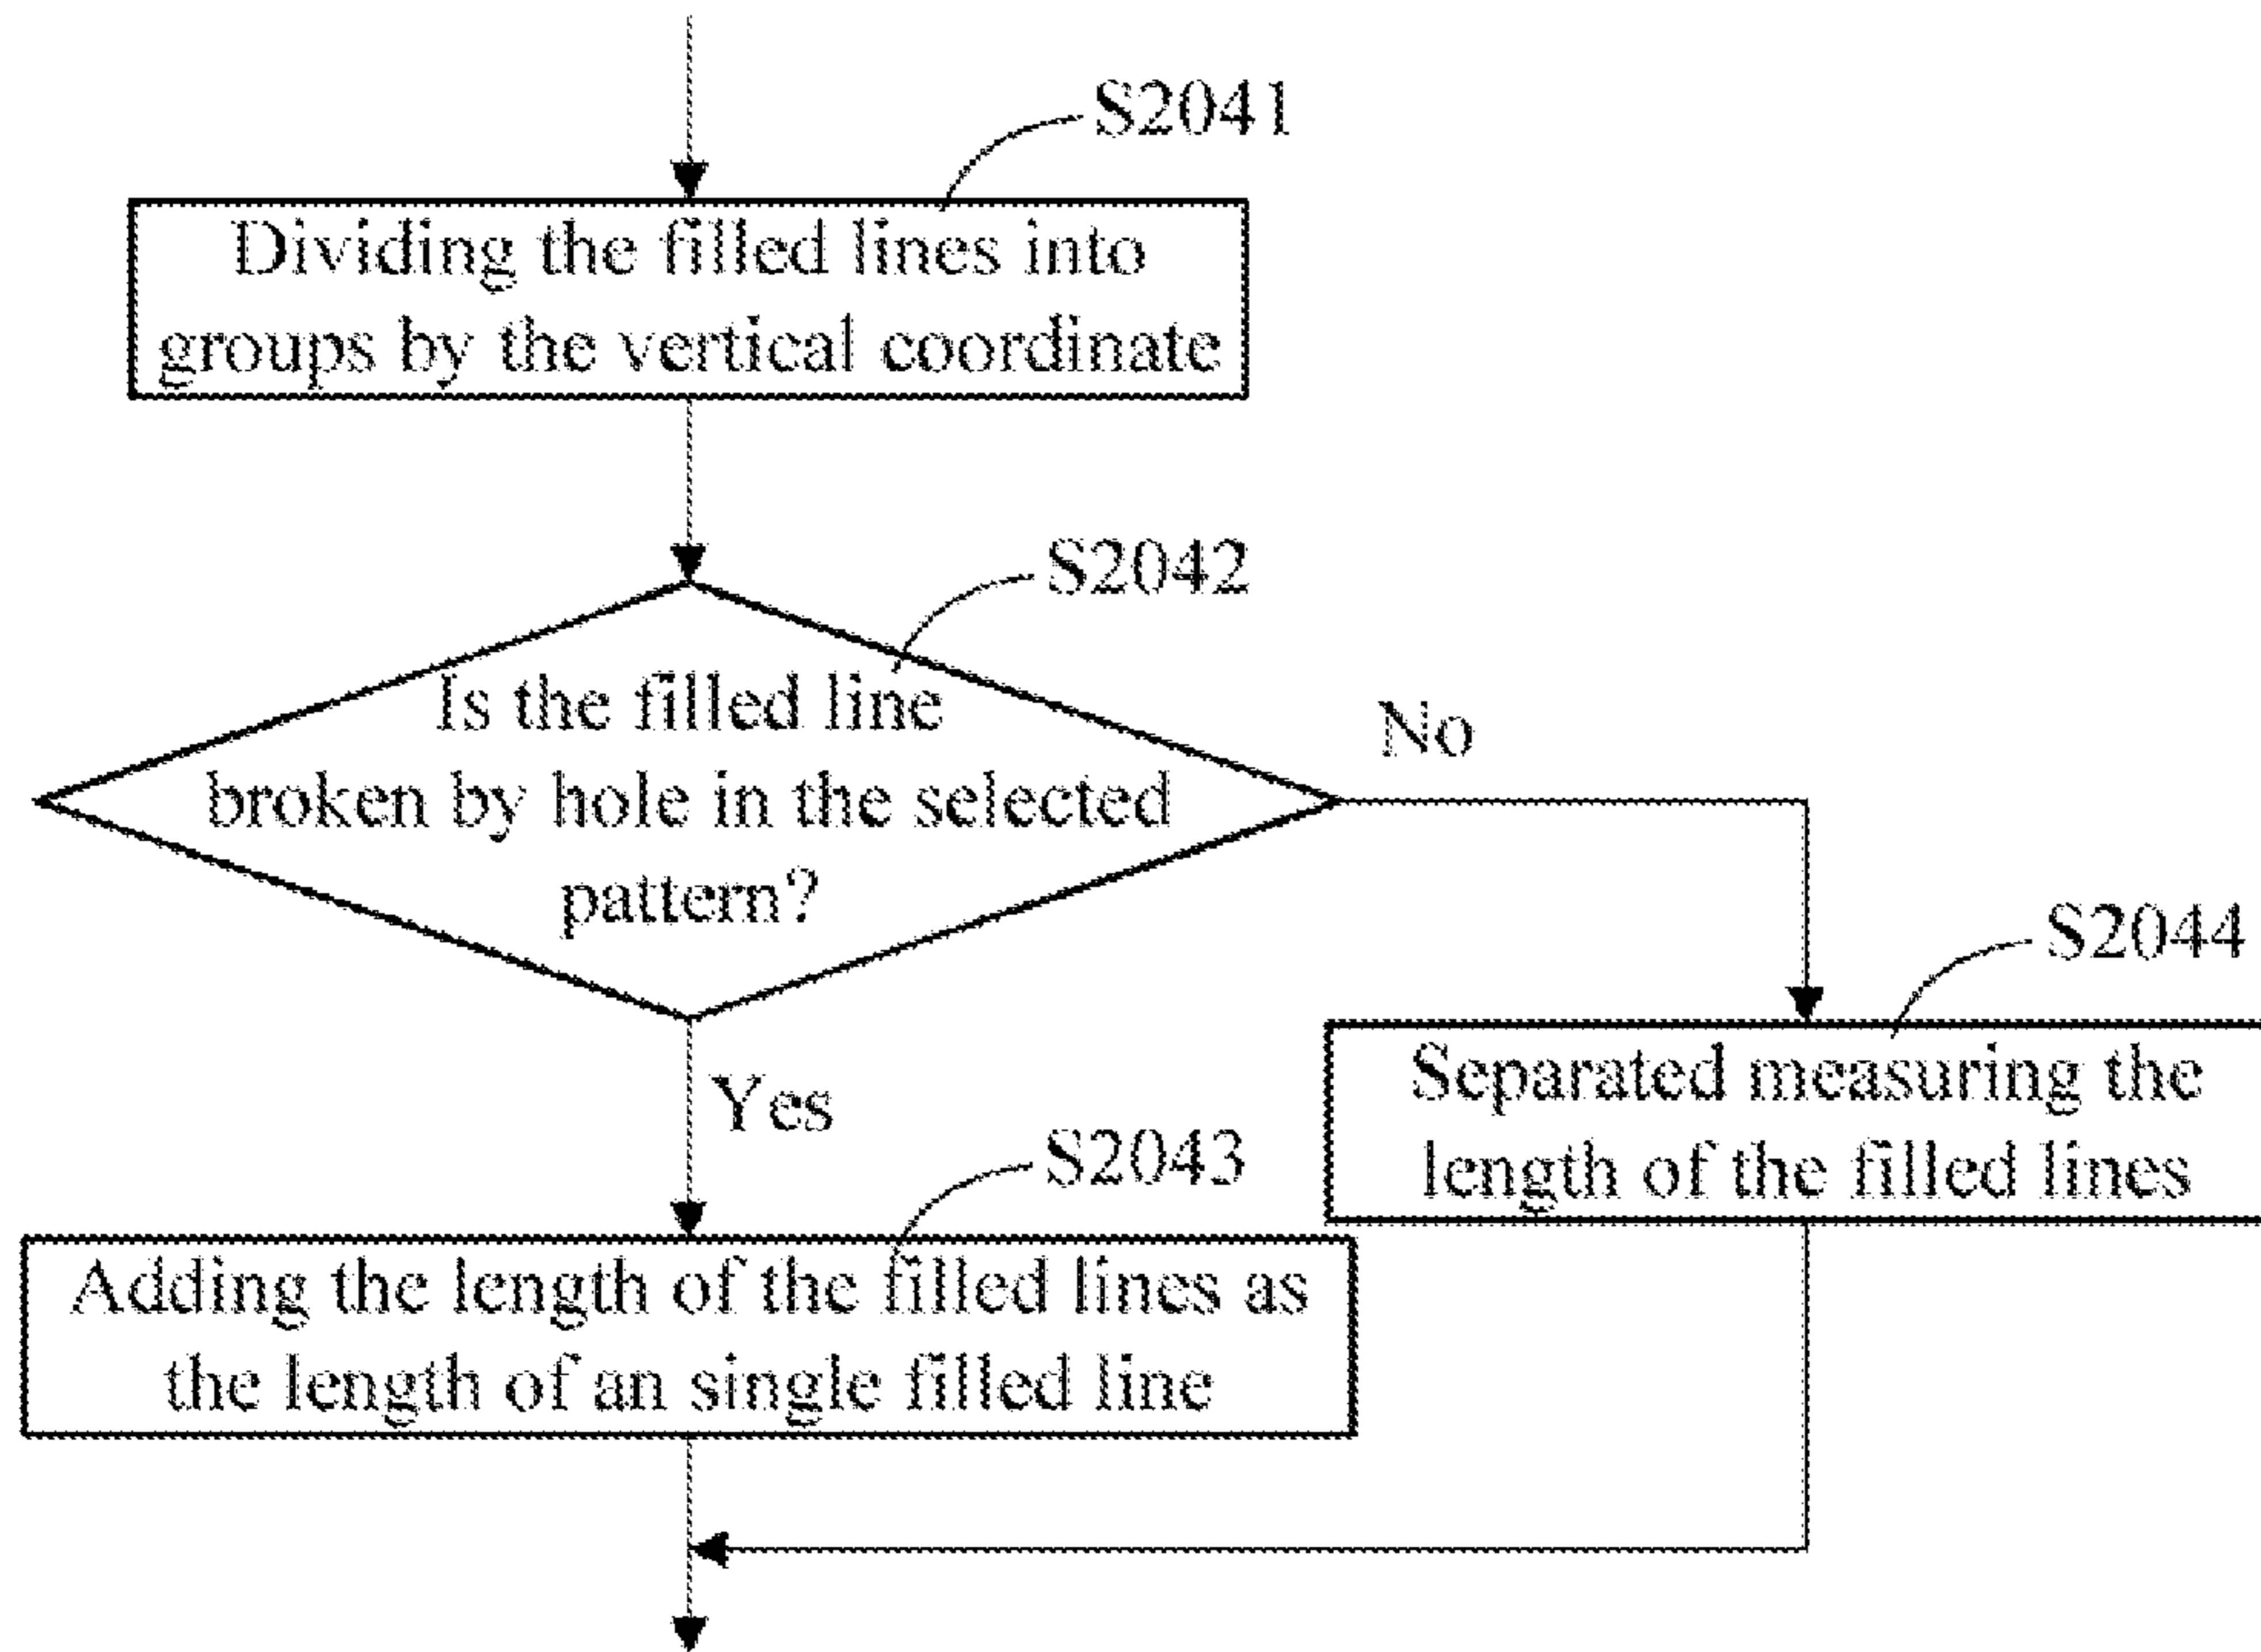 S2041
Dividing the filled lines into
groups by the vertical coordinate
S2042
Is the filled line
broken by hole in the selected
pattern?
No
Yes
S2044
Separated measuring the
length of the filled lines
S2043
Adding the length of the filled lines as
the length of an single filled line